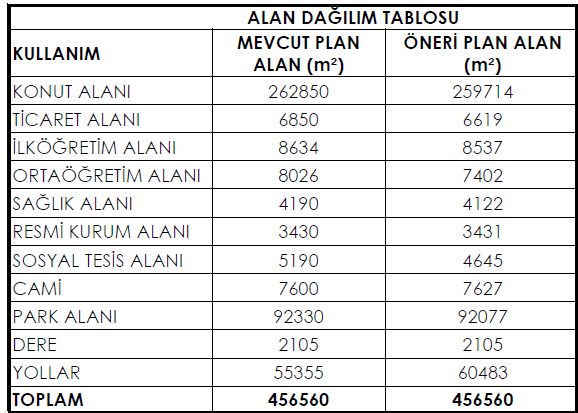 ALAN DAĞILIM TABLOSU
KULLANIM MEVCUT PLAN ALAN (m²) ÖNERİ PLAN ALAN (m²)
KONUT ALANI 262850 259714
TİCARET ALANI 6850 6619
İLKÖĞRETİM ALANI 8634 8537
ORTAÖĞRETİM ALANI 8026 7402
SAĞLIK ALANI 4190 4122
RESMİ KURUM ALANI 3430 3431
SOSYAL TESİS ALANI 5190 4645
CAMİ 7600 7627
PARK ALANI 92330 92077
DERE 2105 2105
YOLLAR 55355 60483
TOPLAM 456560 456560